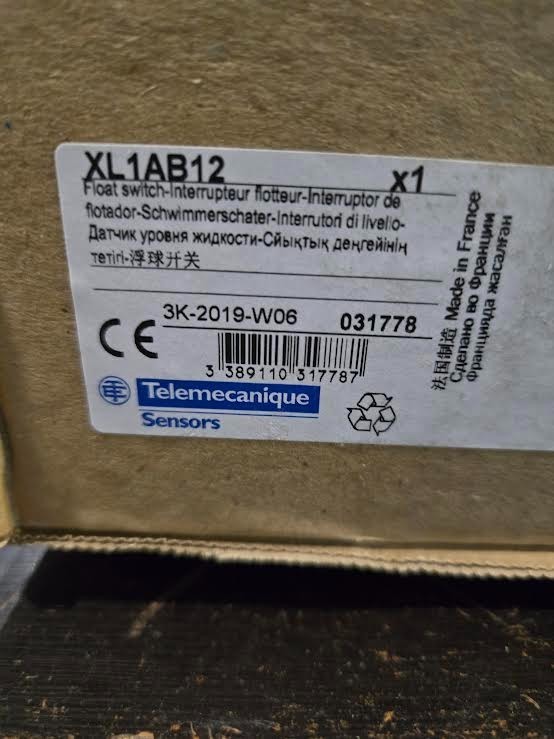 XL1AB12 x1
Float switch-Interrupteur flotteur-Interruptor de
flotador-Schwimmerschater-Interrutori di livello-
Датчик уровня жидкости-Сйықтық деңгейінің
тетігі-浮球开关
3K-2019-W06 031778
CE
3 389110 317787
Telemecanique
Sensors
法国制造 Made in France
Сделано во Франции
Францияда жасалған